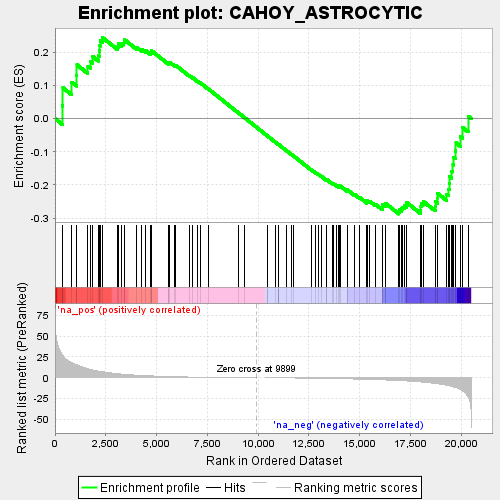 Enrichment plot: CAHOY_ASTROCYTIC
Enrichment score (ES)
0.2
0.1
0.0
-0.1
-0.2
-0.3
'na_pos' (positively correlated)
Ranked list metric (PreRanked)
75
50
25
0
-25
-50
Zero cross at 9899
'na_neg' (negatively correlated)
0
2,500
5,000
7,500
10,000
12,500
15,000
17,500
20,000
Rank in Ordered Dataset
Enrichment profile
Hits
Ranking metric scores